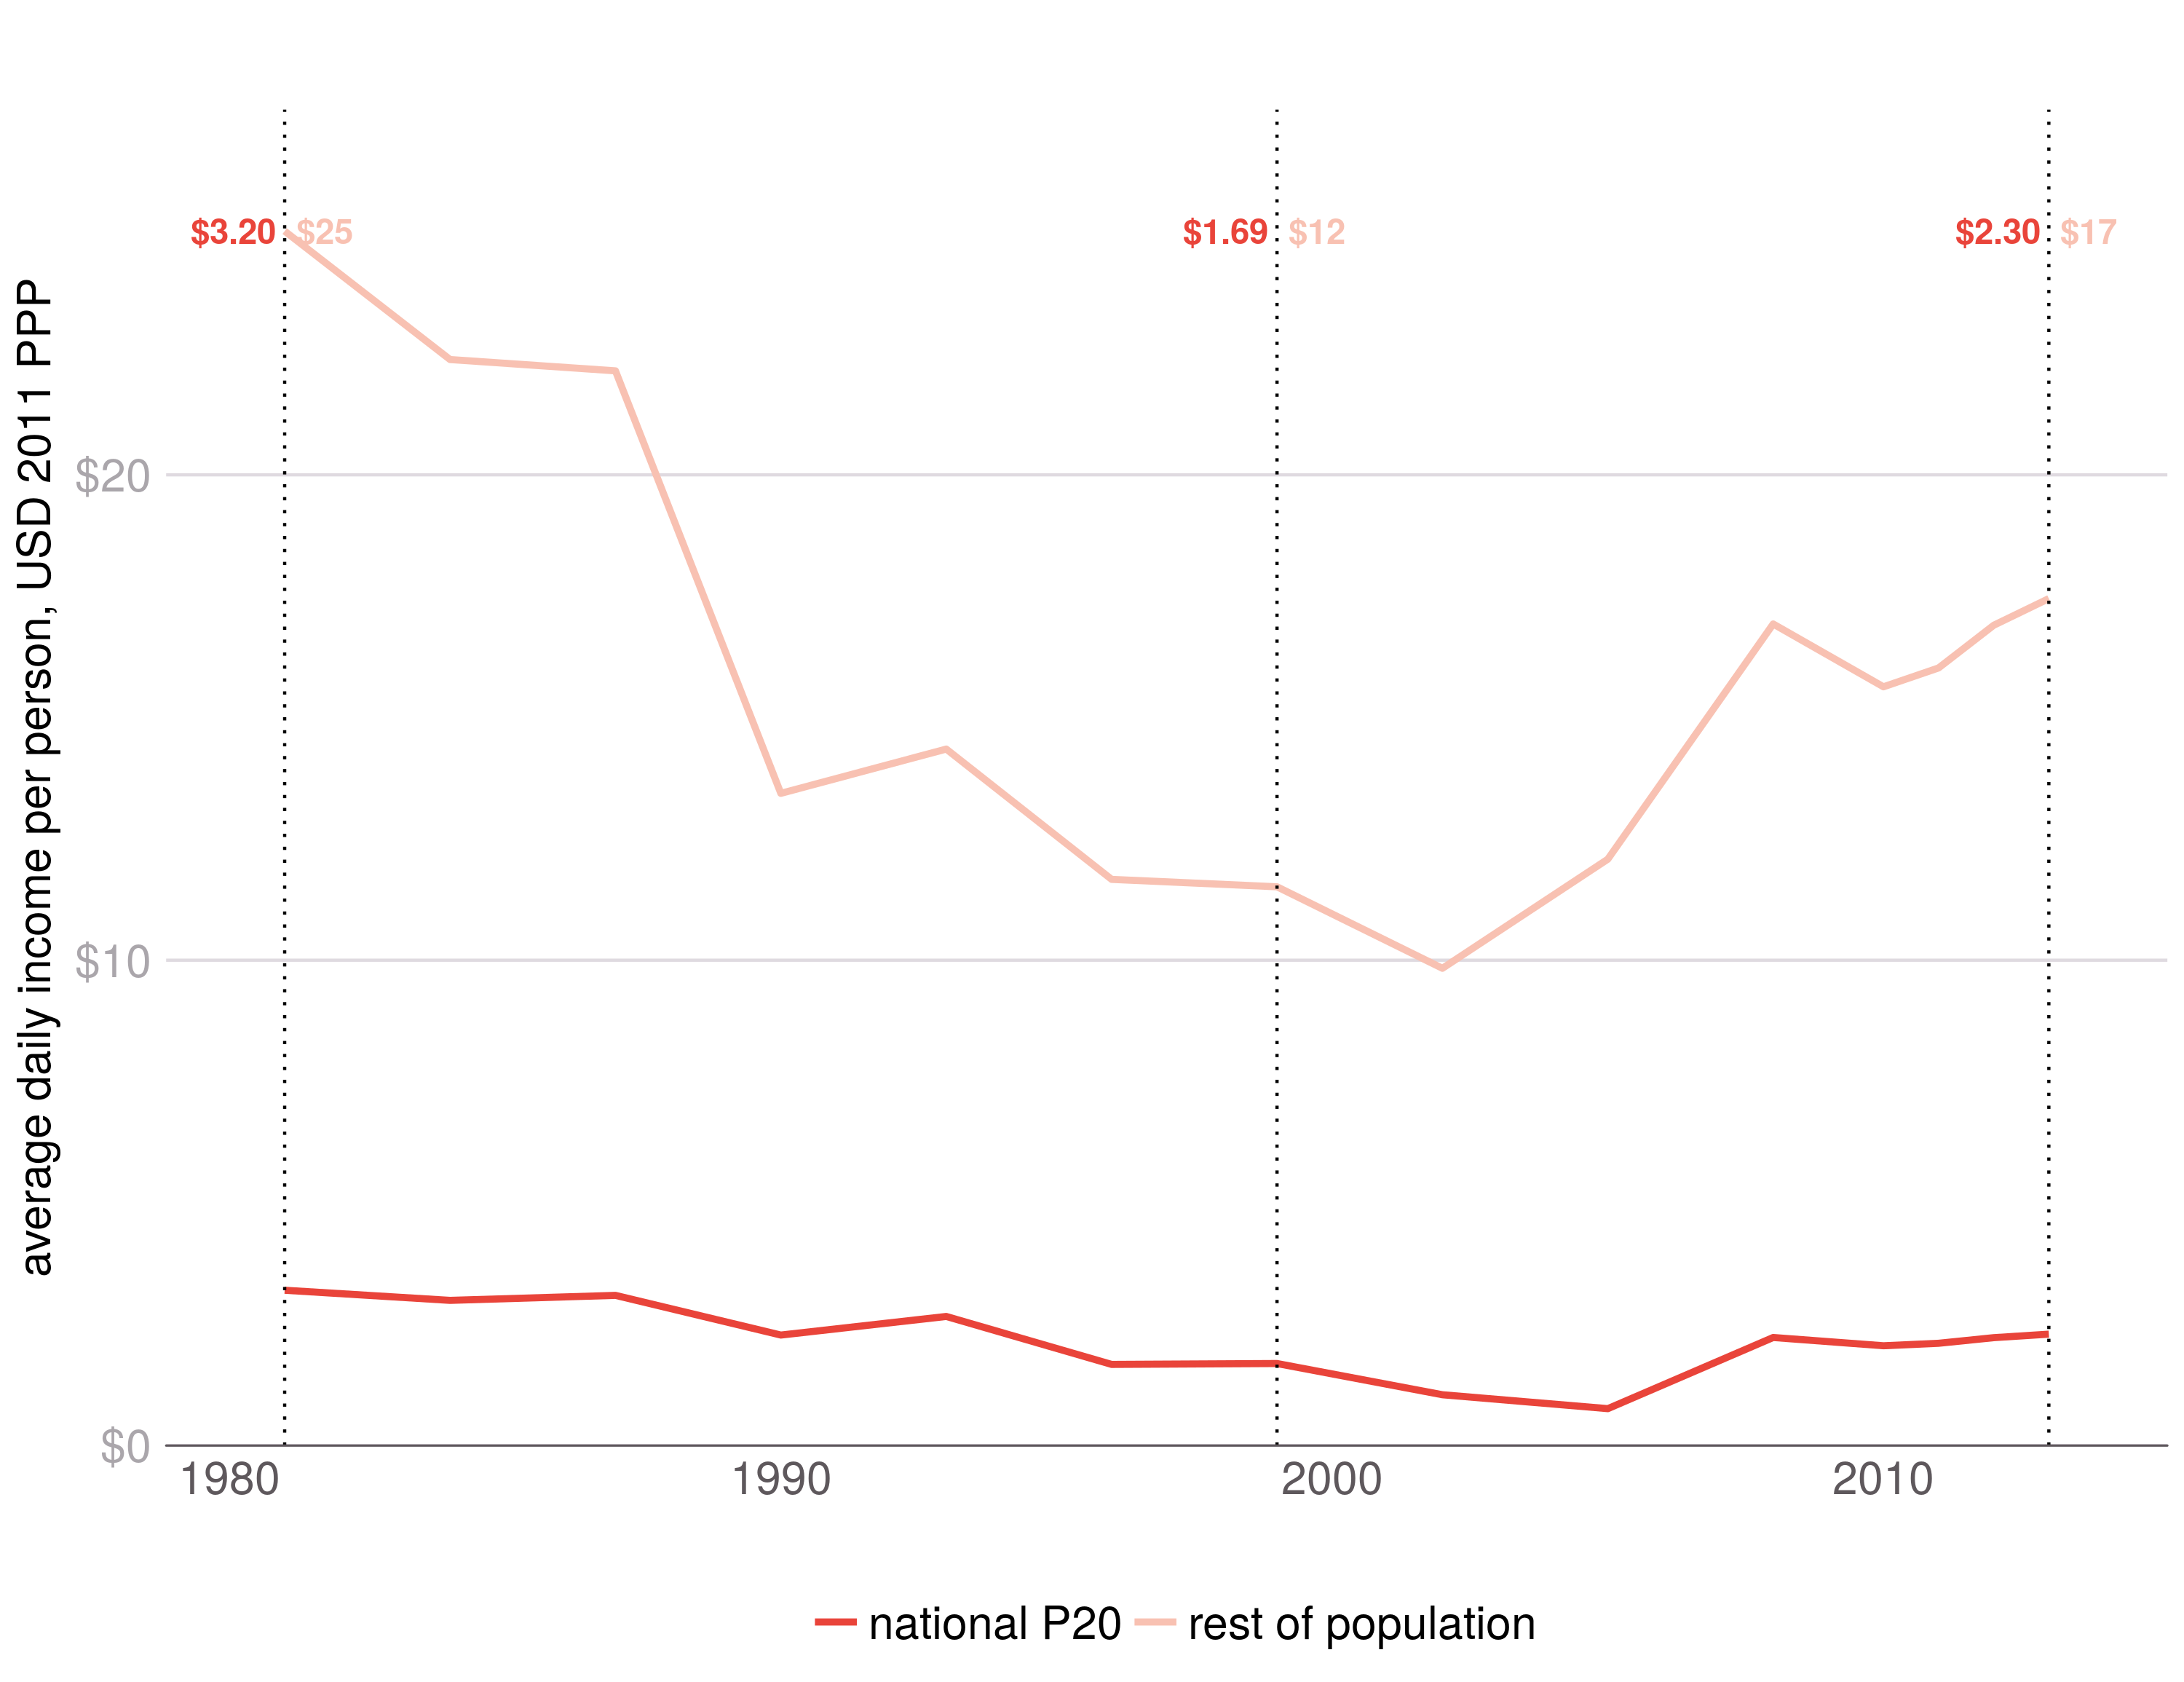 $3.20 $25 $1.69 $12 $2.30 $17
average daily income per person, USD 2011 PPP
$20
$10
$0
1980 1990 2000 2010
national P20 rest of population